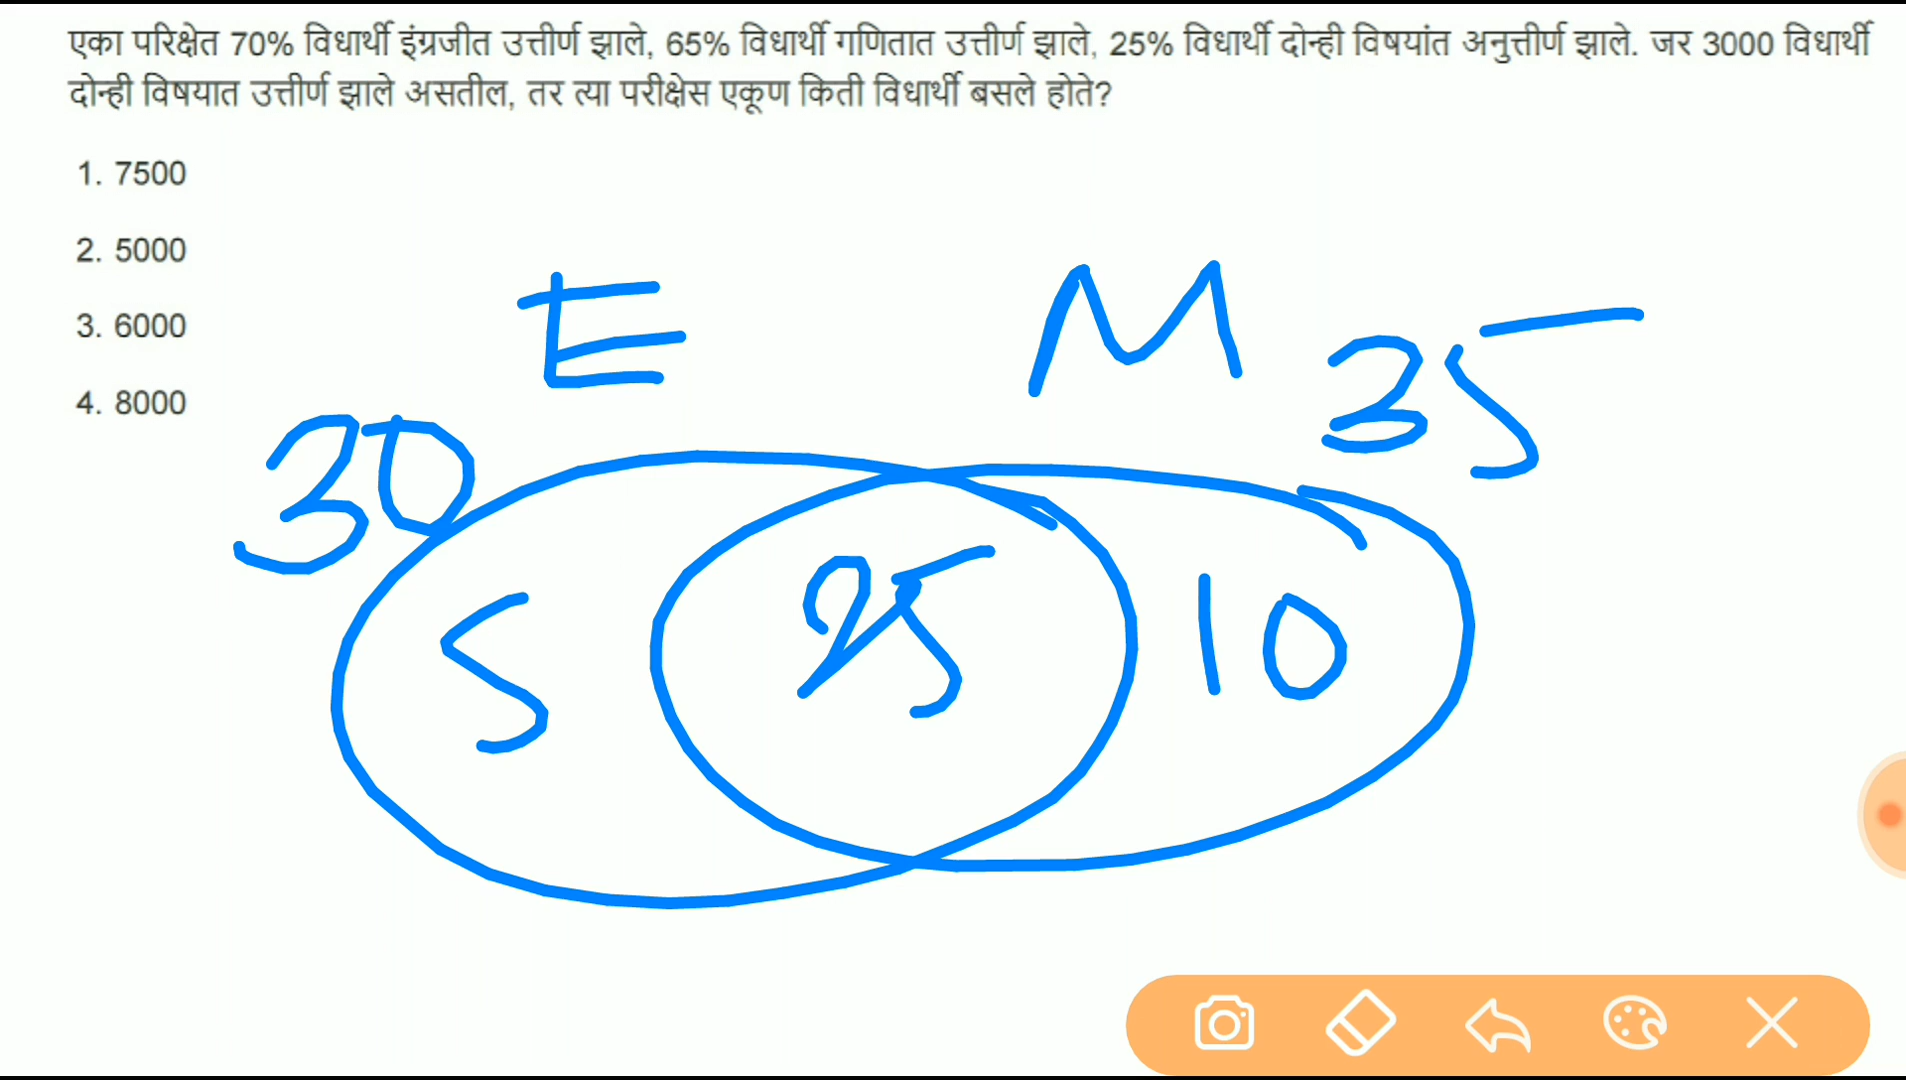 एका परिक्षेत 70% विधार्थी इंग्रजीत उत्तीर्ण झाले, 65% विधार्थी गणितात उत्तीर्ण झाले, 25% विधार्थी दोन्ही विषयांत अनुत्तीर्ण झाले. जर 3000 विधार्थी
दोन्ही विषयात उत्तीर्ण झाले असतील, तर त्या परीक्षेस एकूण किती विधार्थी बसले होते?
1. 7500
2. 5000
3. 6000
4. 8000
E M
30 35
5 25 10